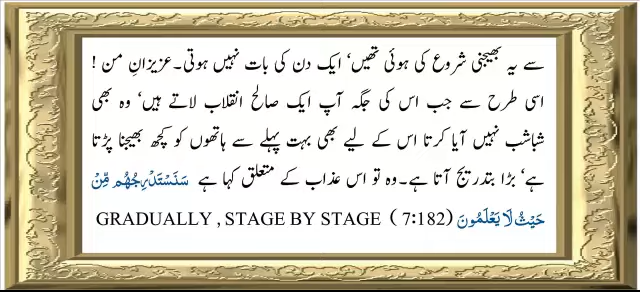 سے یہ بھیجنی شروع کی ہوئی تھیں‘ ایک دن کی بات نہیں ہوتی۔عزیزانِ من !
اسی طرح سے جب اس کی جگہ آپ ایک صالح انقلاب لاتے ہیں‘ وہ بھی
شباشب نہیں آیا کرتا اس کے لیے بھی بہت پہلے سے ہاتھوں کو کچھ بھیجنا پڑتا
ہے‘ بڑا بتدریج آتا ہے۔وہ تو اس عذاب کے متعلق کہا ہے سَنَسْتَدْرِجُهُم مِّنْ
حَيْثُ لَا يَعْلَمُونَ (7:182) GRADUALLY , STAGE BY STAGE